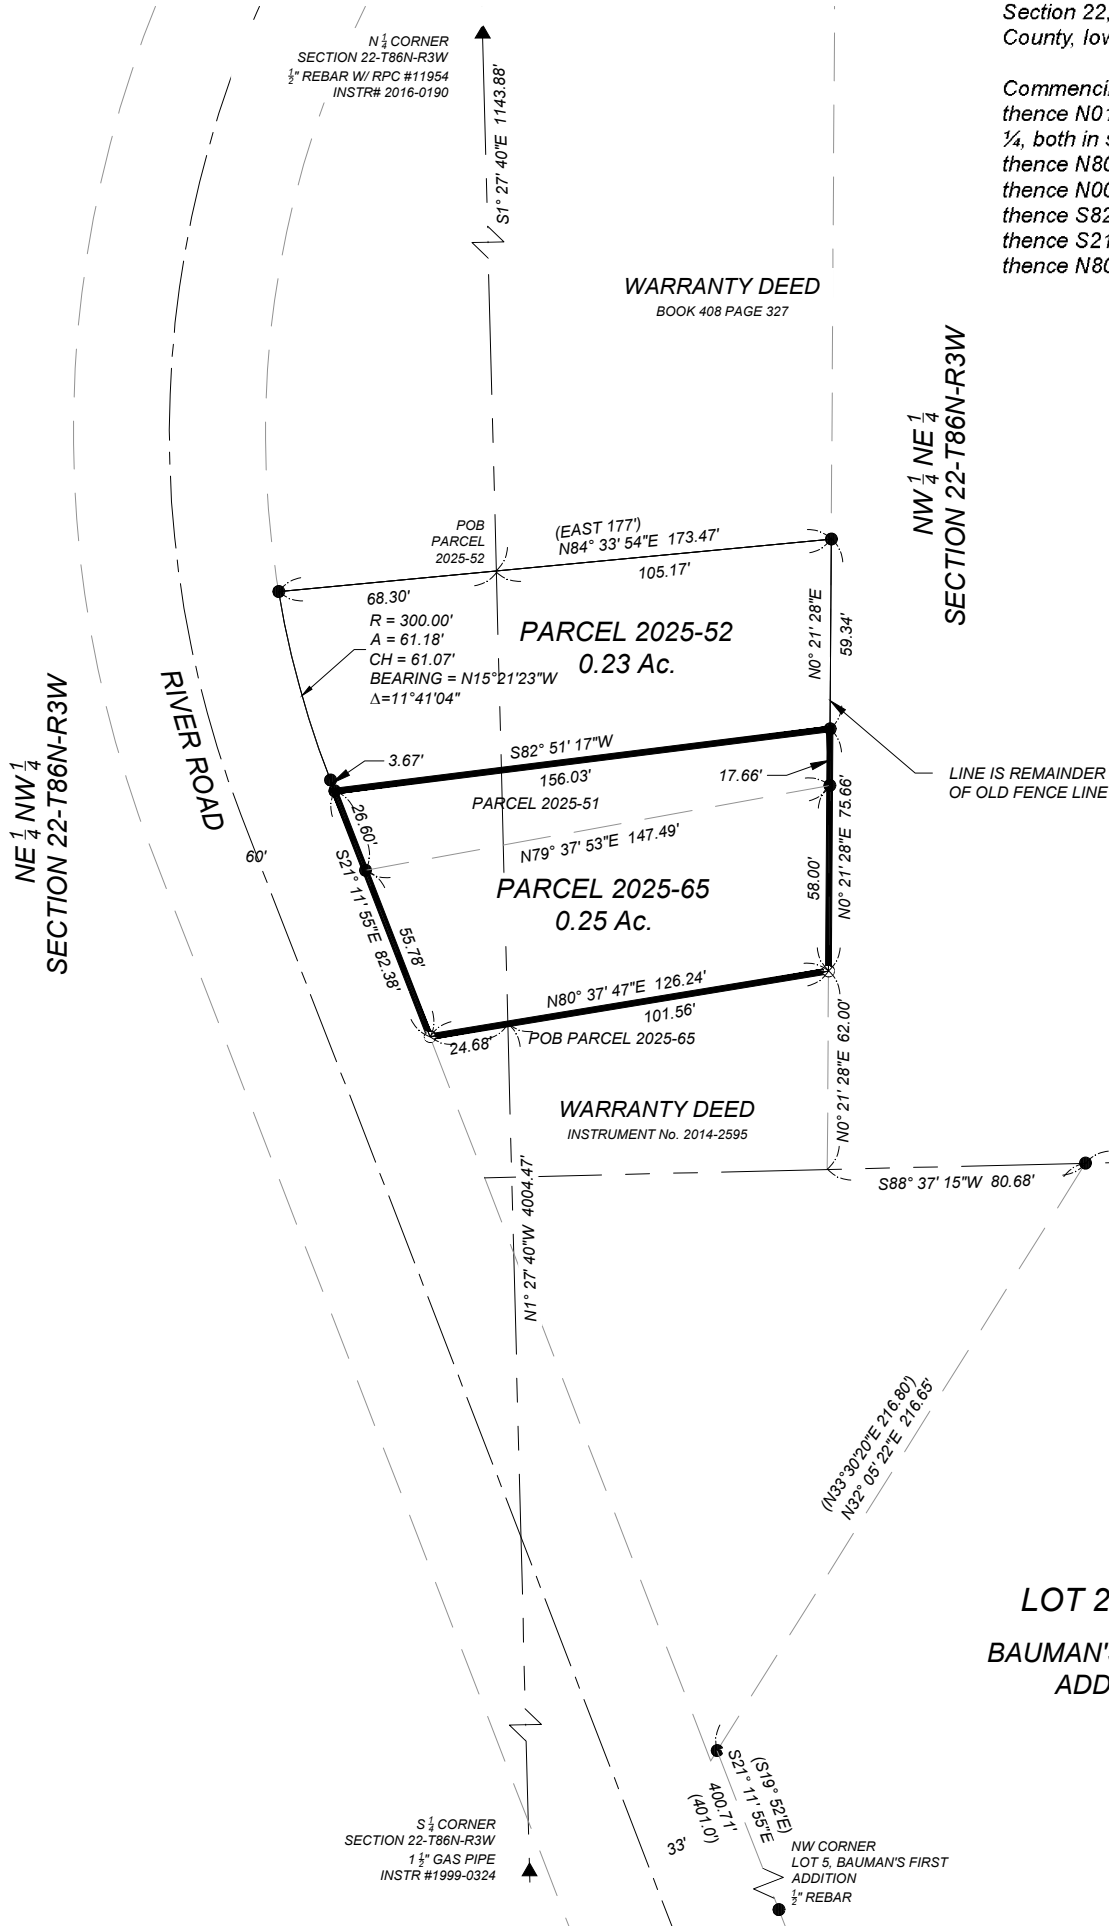 Section 22,
County, Iow
Commenci
thence N01
¼, both in s
thence N80
thence N00
thence S82
thence S21
thence N80
N 1/4 CORNER
SECTION 22-T86N-R3W
1/2" REBAR W/ RPC #11954
INSTR# 2016-0190
S1° 27' 40"E 1143.88'
WARRANTY DEED
BOOK 408 PAGE 327
NW 1/4 NE 1/4
SECTION 22-T86N-R3W
POB
PARCEL
2025-52
(EAST 177')
N84° 33' 54"E 173.47'
105.17'
68.30'
R = 300.00'
A = 61.18'
CH = 61.07'
BEARING = N15°21'23"W
Δ=11°41'04"
PARCEL 2025-52
0.23 Ac.
N0° 21' 28"E
59.34'
NE 1/4 NW 1/4
SECTION 22-T86N-R3W
RIVER ROAD
60'
3.67'
S82° 51' 17"W
156.03'
17.66'
PARCEL 2025-51
LINE IS REMAINDER
OF OLD FENCE LINE
26.60'
N79° 37' 53"E 147.49'
N0° 21' 28"E 75.66'
58.00'
S21° 11' 55"E 82.38'
55.78'
PARCEL 2025-65
0.25 Ac.
N80° 37' 47"E 126.24'
101.56'
24.68'
POB PARCEL 2025-65
N0° 21' 28"E 62.00'
WARRANTY DEED
INSTRUMENT No. 2014-2595
S88° 37' 15"W 80.68'
N1° 27' 40"W 4004.47'
(N33°30'20"E 216.80')
N32° 05' 22"E 216.65'
LOT 2
BAUMAN'
ADD
(S19° 52'E)
S21° 11' 55"E
400.71'
(401.0')
33'
S 1/4 CORNER
SECTION 22-T86N-R3W
1 1/2" GAS PIPE
INSTR #1999-0324
NW CORNER
LOT 5, BAUMAN'S FIRST
ADDITION
1/2" REBAR